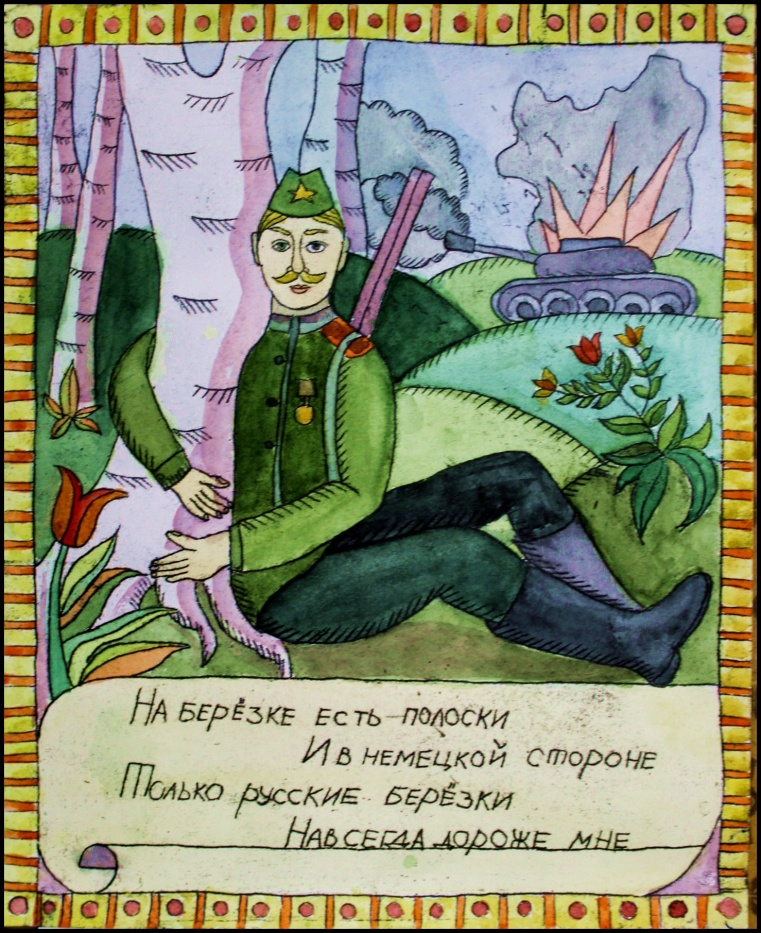 На берёзке есть полоски
И в немецкой стороне
Только русские берёзки
Навсегда дороже мне